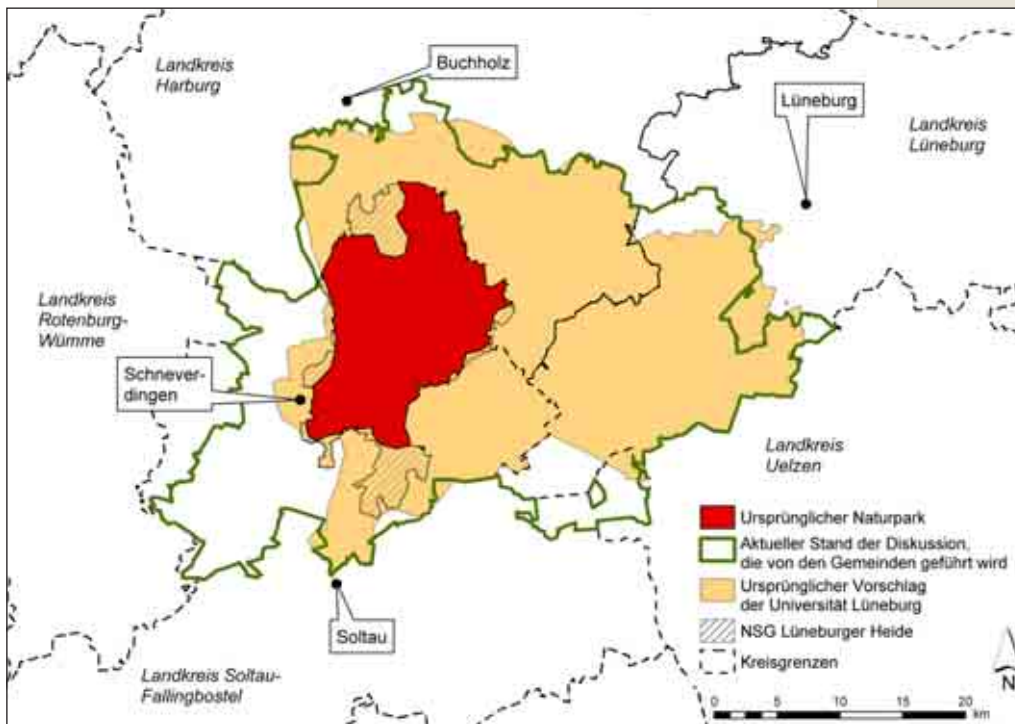 Landkreis
Harburg
Buchholz
Lüneburg
Landkreis
Lüneburg
Landkreis
Rotenburg-
Wümme
Schnever-
dingen
Landkreis
Uelzen
Soltau
Landkreis Soltau-
Fallingbostel
Ursprünglicher Naturpark
Aktueller Stand der Diskussion,
die von den Gemeinden geführt wird
Ursprünglicher Vorschlag
der Universität Lüneburg
NSG Lüneburger Heide
Kreisgrenzen
N
0 5 10 15 20
km